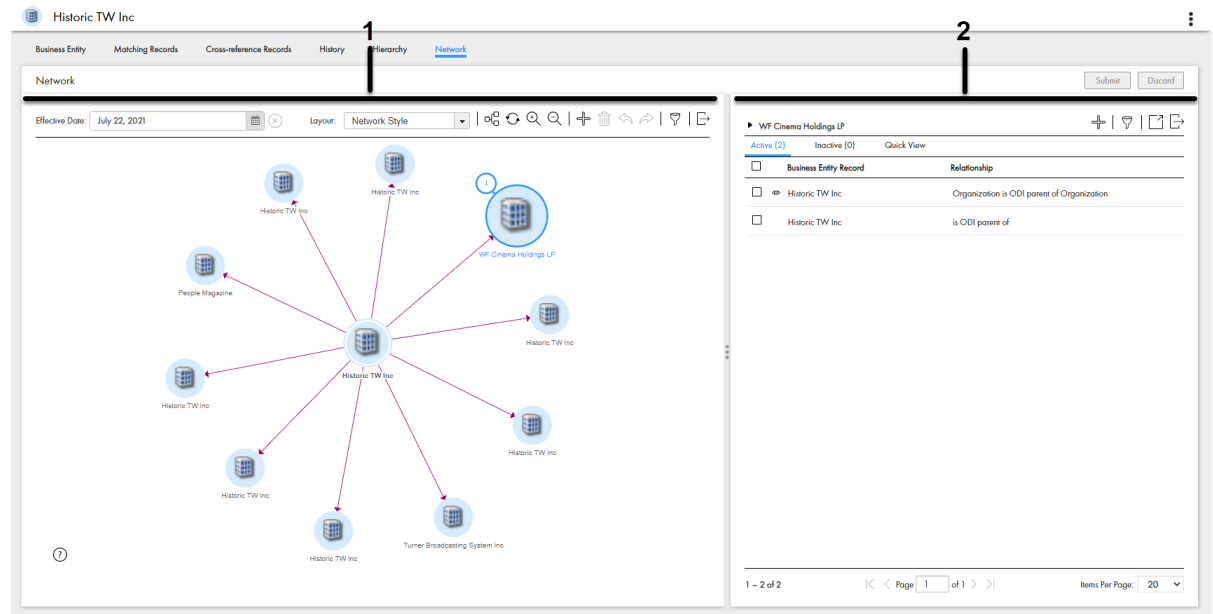 Historic TW Inc
1
2
Business Entity Matching Records Cross-reference Records History Hierarchy Network
Network Submit Discard
Effective Date: July 22, 2021 Layout: Network Style
WF Cinema Holdings LP
Active (2) Inactive (0) Quick View
Business Entity Record Relationship
Historic TW Inc Organization is ODI parent of Organization
Historic TW Inc is ODI parent of
1
Historic TW Inc
Historic TW Inc
WF Cinema Holdings LP
People Magazine
Historic TW Inc
Historic TW Inc
Historic TW Inc
Historic TW Inc
Historic TW Inc
Turner Broadcasting System Inc
Historic TW Inc
?
1 – 2 of 2 Page 1 of 1 Items Per Page: 20